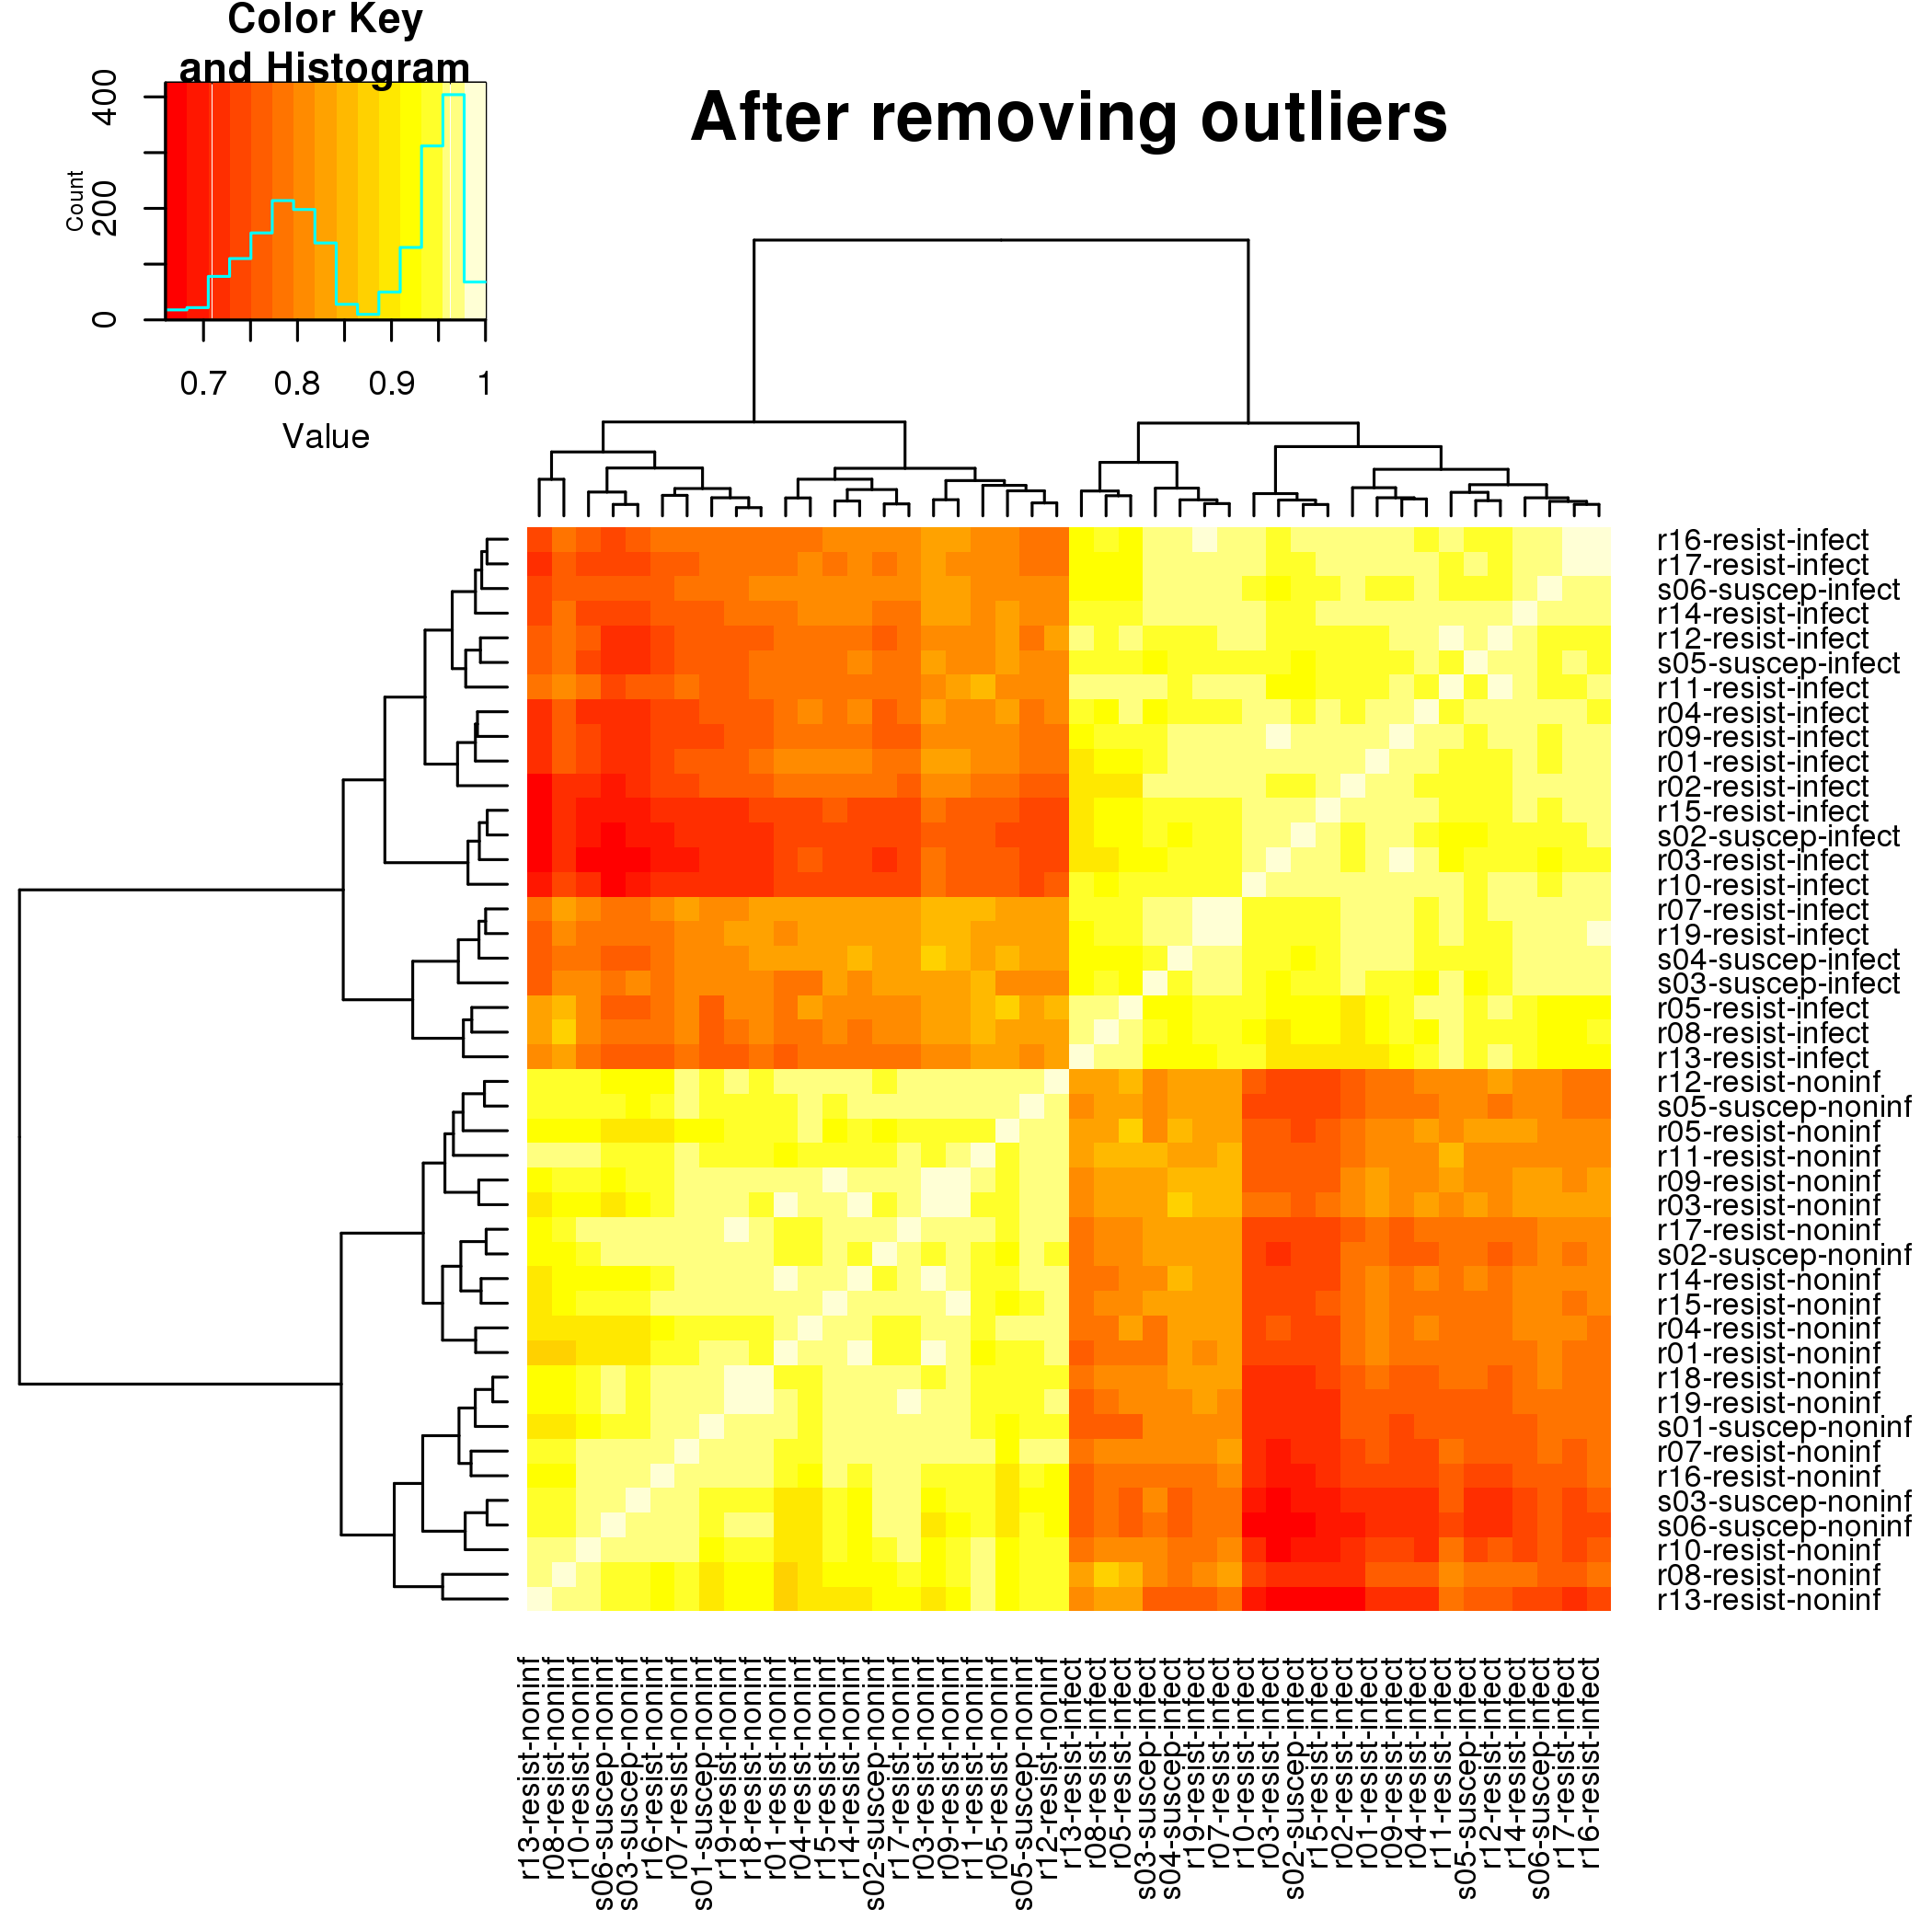 Color Key
and Histogram
After removing outliers
Count
0
200
400
0.7
0.8
0.9
1
Value
r16-resist-infect
r17-resist-infect
s06-suscep-infect
r14-resist-infect
r12-resist-infect
s05-suscep-infect
r11-resist-infect
r04-resist-infect
r09-resist-infect
r01-resist-infect
r02-resist-infect
r15-resist-infect
s02-suscep-infect
r03-resist-infect
r10-resist-infect
r07-resist-infect
r19-resist-infect
s04-suscep-infect
s03-suscep-infect
r05-resist-infect
r08-resist-infect
r13-resist-infect
r12-resist-noninf
s05-suscep-noninf
r05-resist-noninf
r11-resist-noninf
r09-resist-noninf
r03-resist-noninf
r17-resist-noninf
s02-suscep-noninf
r14-resist-noninf
r15-resist-noninf
r04-resist-noninf
r01-resist-noninf
r18-resist-noninf
r19-resist-noninf
s01-suscep-noninf
r07-resist-noninf
r16-resist-noninf
s03-suscep-noninf
s06-suscep-noninf
r10-resist-noninf
r08-resist-noninf
r13-resist-noninf
r13-resist-noninf
r08-resist-noninf
r10-resist-noninf
s06-suscep-noninf
s03-suscep-noninf
r16-resist-noninf
r07-resist-noninf
s01-suscep-noninf
r19-resist-noninf
r18-resist-noninf
r01-resist-noninf
r04-resist-noninf
r15-resist-noninf
r14-resist-noninf
s02-suscep-noninf
r17-resist-noninf
r03-resist-noninf
r09-resist-noninf
r11-resist-noninf
r05-resist-noninf
s05-suscep-noninf
r12-resist-noninf
r13-resist-infect
r08-resist-infect
r05-resist-infect
s03-suscep-infect
s04-suscep-infect
r19-resist-infect
r07-resist-infect
r10-resist-infect
r03-resist-infect
s02-suscep-infect
r15-resist-infect
r02-resist-infect
r01-resist-infect
r09-resist-infect
r04-resist-infect
r11-resist-infect
s05-suscep-infect
r12-resist-infect
r14-resist-infect
s06-suscep-infect
r17-resist-infect
r16-resist-infect